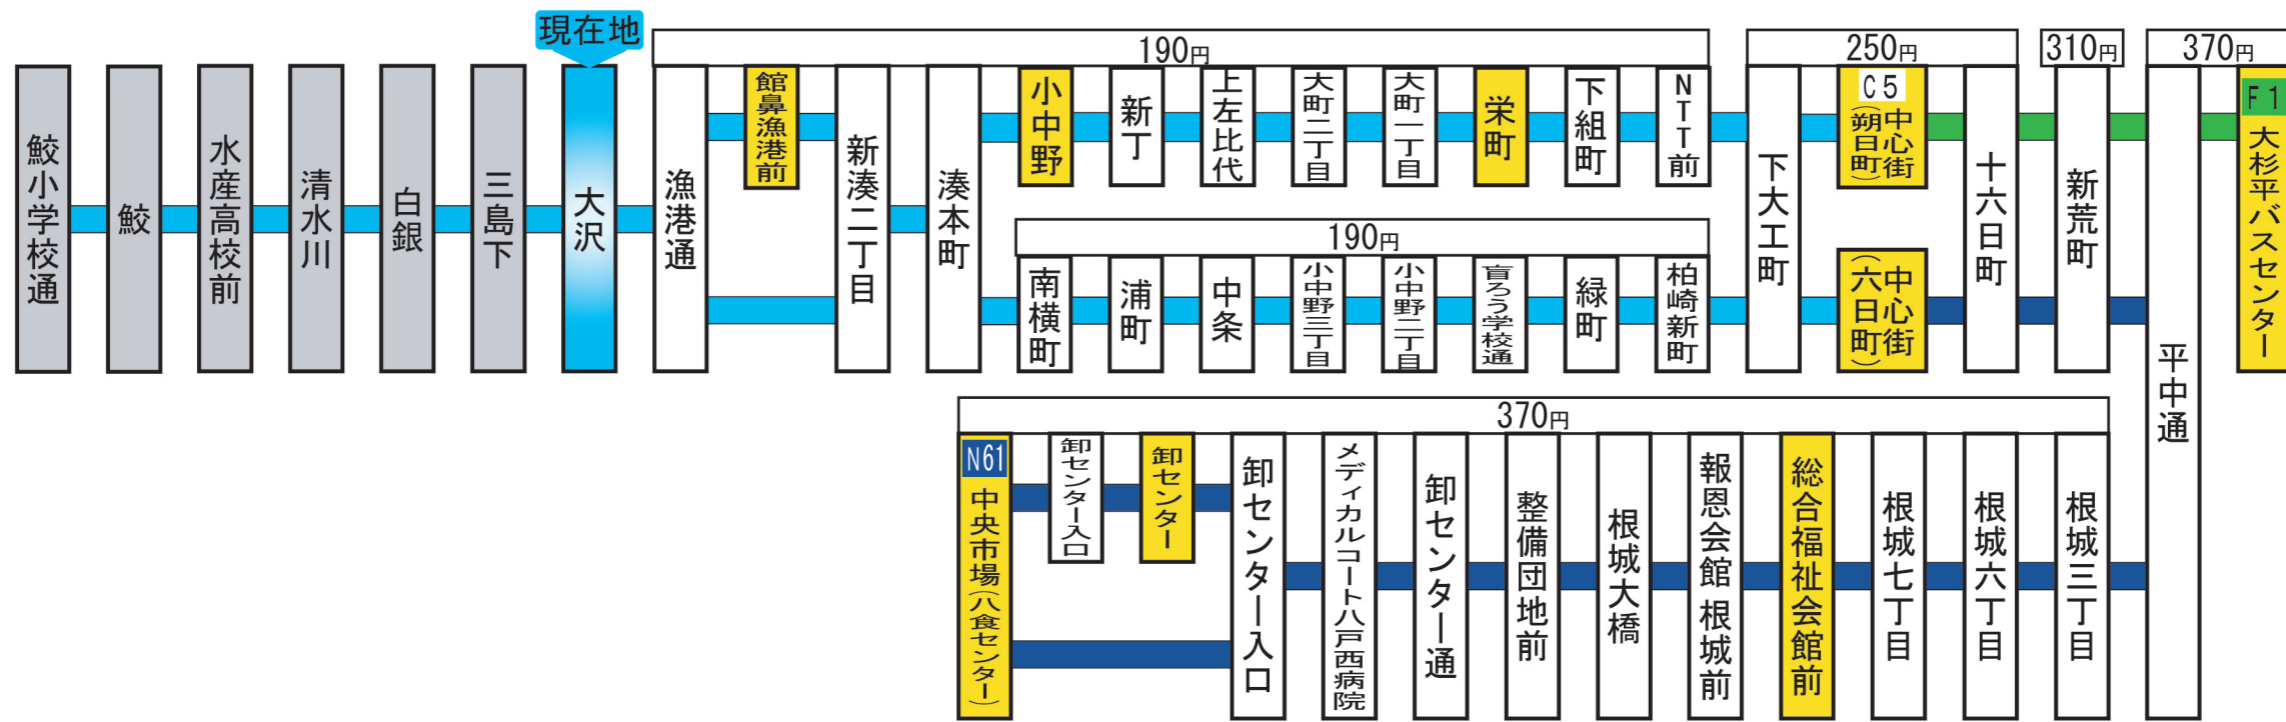 現在地
190円
250円
310円
370円
鮫小学校通
鮫
水産高校前
清水川
白銀
三島下
大沢
漁港通
館鼻漁港前
新湊二丁目
湊本町
小中野
新丁
上左比代
大町二丁目
大町一丁目
栄町
下組町
NTT前
下大工町
C5
中心街
(朔日町)
十六日町
新荒町
平中通
F1
大杉平バスセンター
190円
南横町
浦町
中条
小中野三丁目
小中野二丁目
盲ろう学校通
緑町
柏崎新町
中心街
(六日町)
370円
N61
中央市場(八食センター)
卸センター入口
卸センター
卸センター入口
メディカルコート八戸西病院
卸センター通
整備団地前
根城大橋
報恩会館 根城前
総合福祉会館前
根城七丁目
根城六丁目
根城三丁目